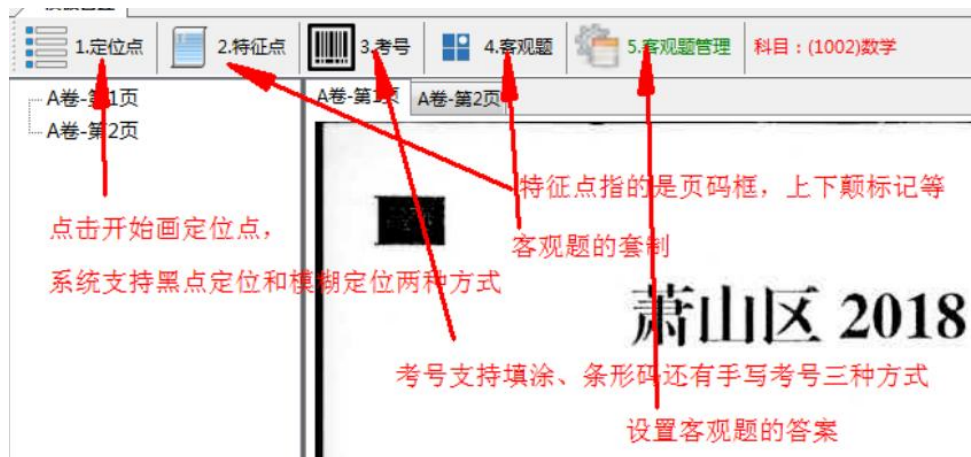 1.定位点 2.特征点 3.考号 4.客观题 5.客观题管理 科目：(1002)数学
A卷-第1页
A卷-第2页
A卷-第1页 A卷-第2页
特征点指的是页码框，上下颠标记等
点击开始画定位点，
客观题的套制
系统支持黑点定位和模糊定位两种方式
萧山区 2018
考号支持填涂、条形码还有手写考号三种方式
设置客观题的答案